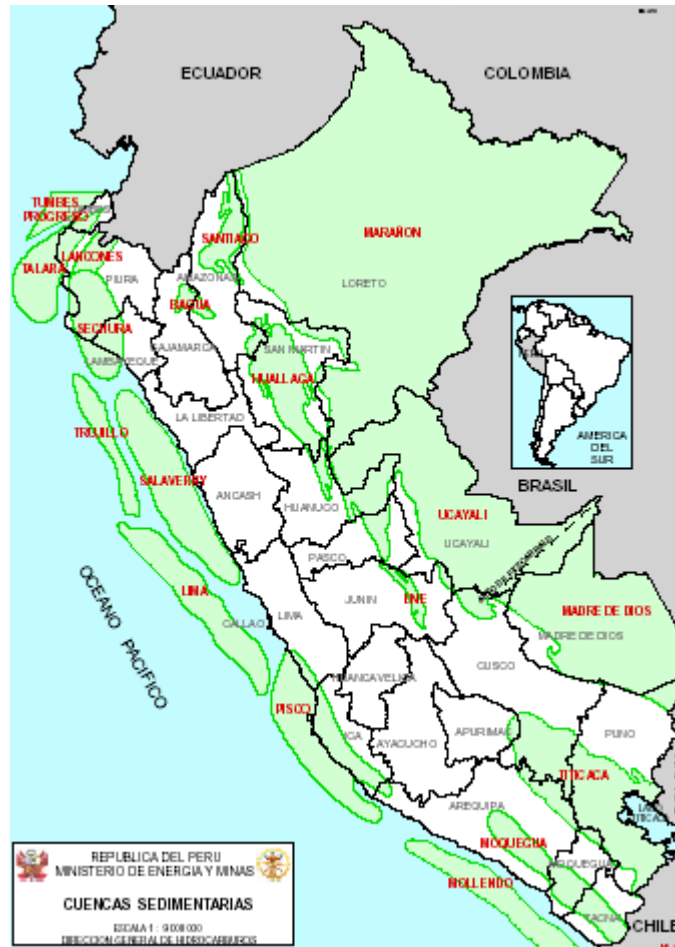 ECUADOR
COLOMBIA
TUMBES
PROGRESO
TALARA
LANCONES
PIURA
SECHURA
LAMBAYEQUE
SANTIAGO
AMAZONAS
BAGUA
CAJAMARCA
MARAÑON
LORETO
SAN MARTIN
HUALLAGA
LA LIBERTAD
TRUJILLO
SALAVERRY
ANCASH
HUANUCO
PASCO
UCAYALI
UCAYALI
BRASIL
AMERICA
DEL
SUR
LIMA
CALLAO
LIMA
JUNIN
ENE
MADRE DE DIOS
MADRE DE DIOS
CUSCO
OCEANO PACIFICO
HUANCAVELICA
PISCO
ICA
AYACUCHO
APURIMAC
PUNO
TITICACA
AREQUIPA
MOQUEGUA
MOQUEGUA
MOLLENDO
TACNA
CHILE
REPUBLICA DEL PERU
MINISTERIO DE ENERGIA Y MINAS
CUENCAS SEDIMENTARIAS
ESCALA 1 : 9000000
DIRECCION GENERAL DE HIDROCARBUROS